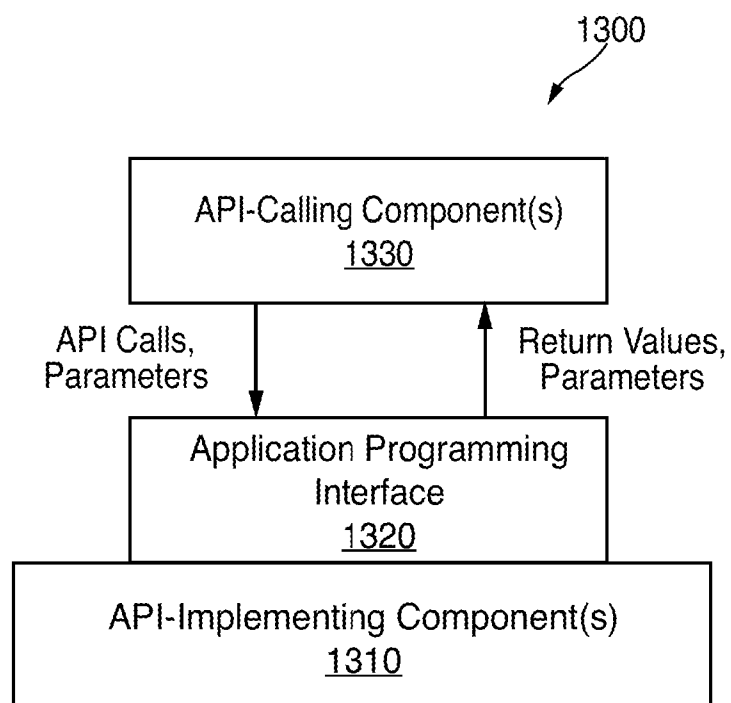 1300
API-Calling Component(s)
1330
API Calls,
Parameters
Return Values,
Parameters
Application Programming
Interface
1320
API-Implementing Component(s)
1310